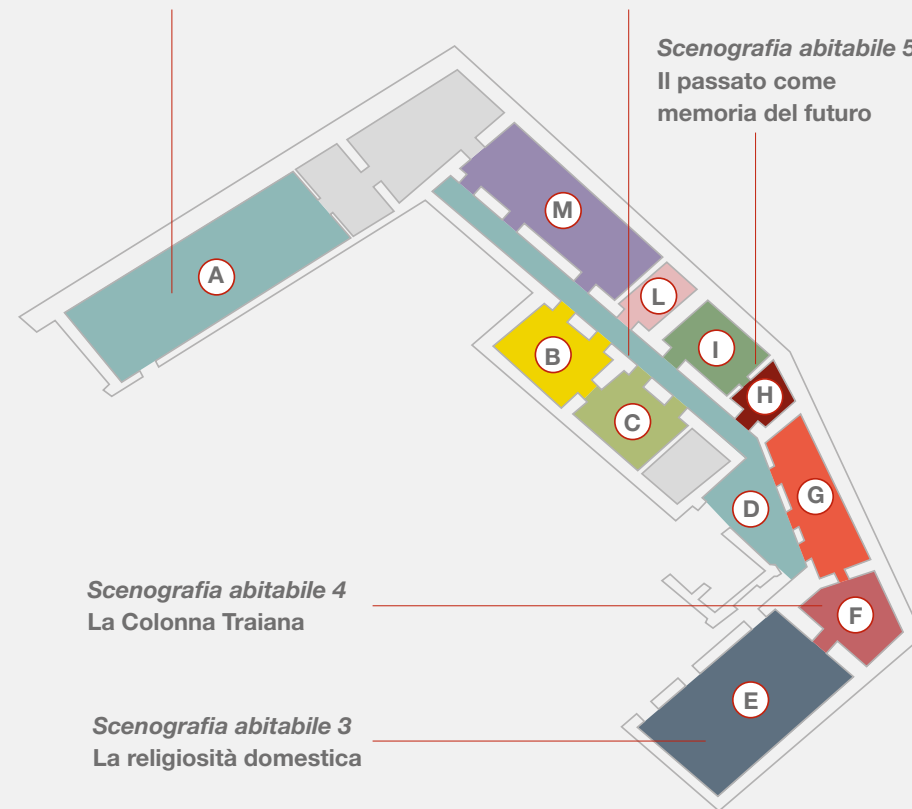 Scenografia abitabile 5
Il passato come
memoria del futuro
M
A
L
I
B
H
C
G
D
Scenografia abitabile 4
La Colonna Traiana
F
E
Scenografia abitabile 3
La religiosità domestica